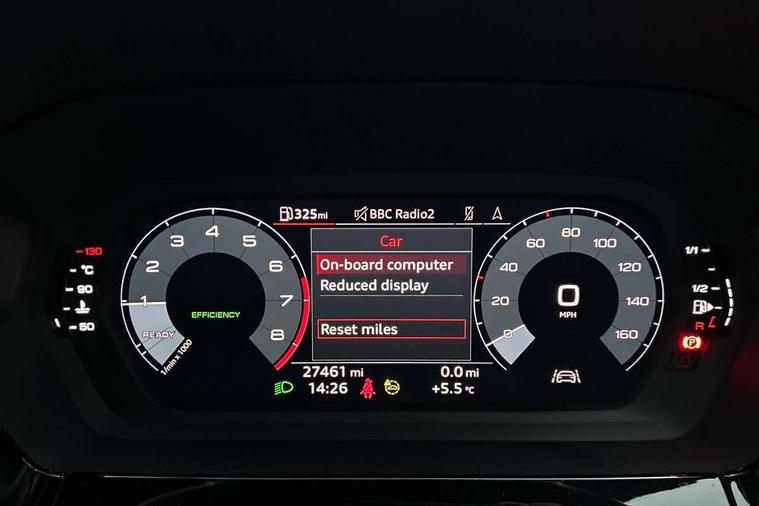 325mi
BBC Radio2
Car
On-board computer
Reduced display
Reset miles
1
2
3
4
5
6
7
8
READY
EFFICIENCY
1/min x 1000
0
20
40
60
80
100
120
140
160
0
MPH
130
°C
90
50
1/1
1/2
R
P
27461 mi
0.0 mi
14:26
+5.5 °C